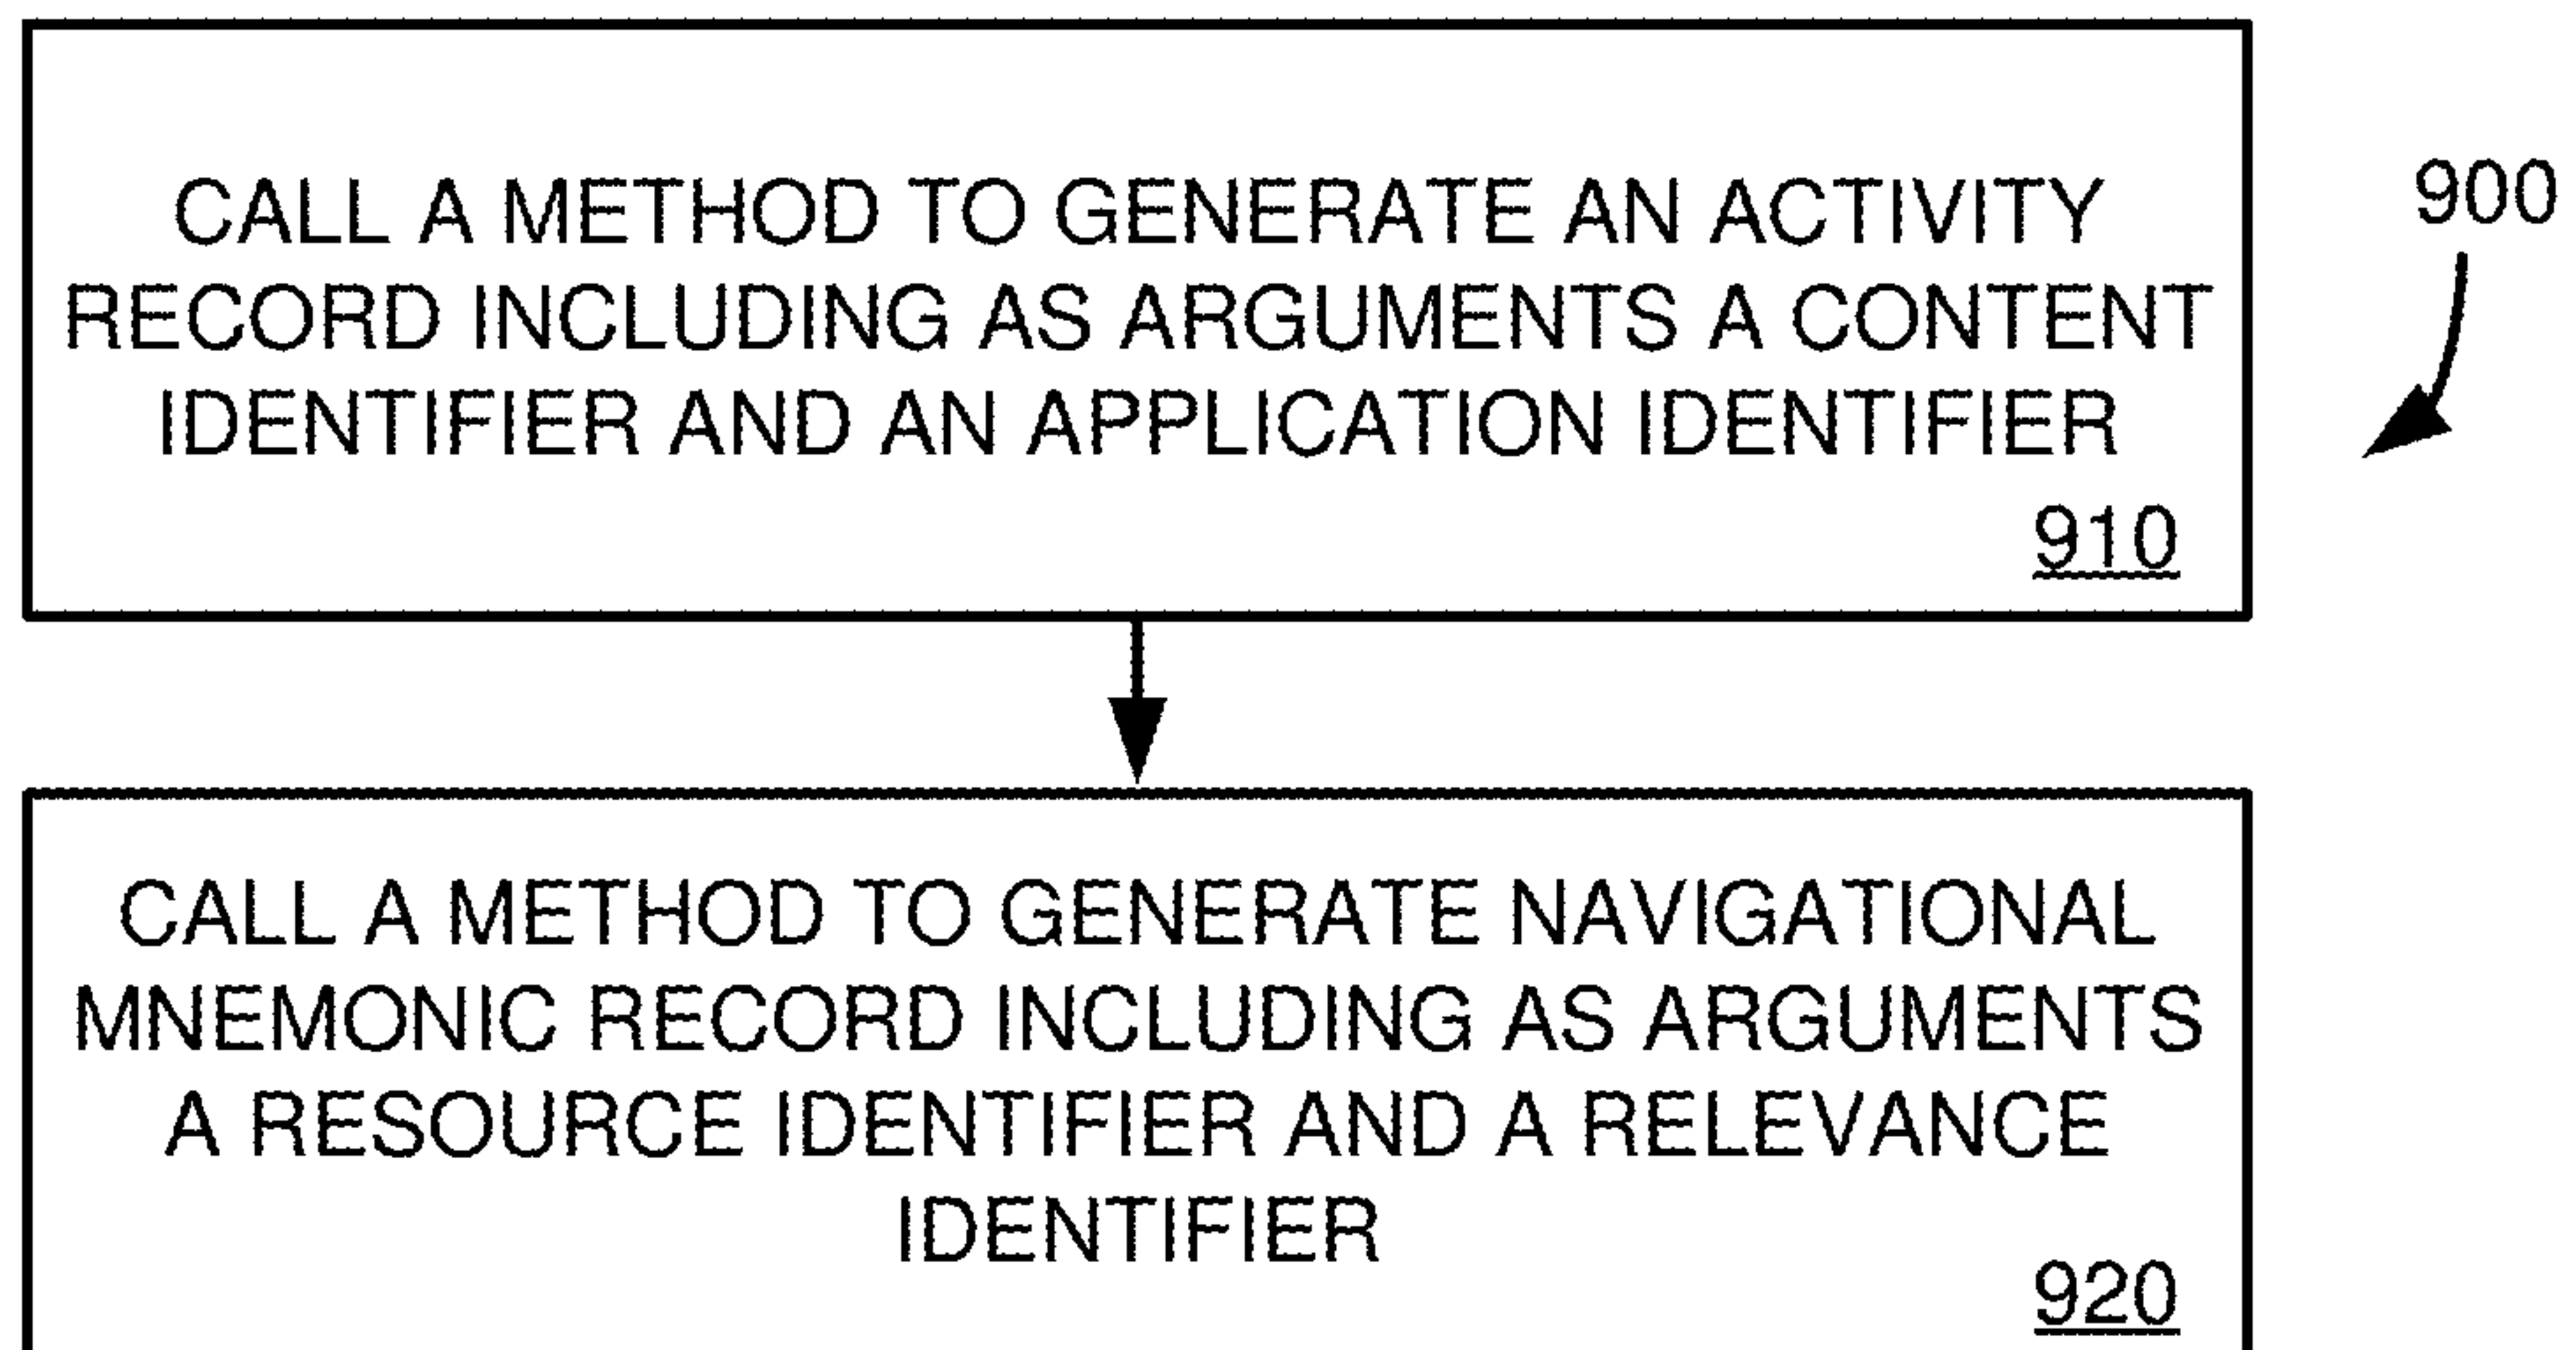 CALL A METHOD TO GENERATE AN ACTIVITY
RECORD INCLUDING AS ARGUMENTS A CONTENT
IDENTIFIER AND AN APPLICATION IDENTIFIER
910
900
CALL A METHOD TO GENERATE NAVIGATIONAL
MNEMONIC RECORD INCLUDING AS ARGUMENTS
A RESOURCE IDENTIFIER AND A RELEVANCE
IDENTIFIER
920